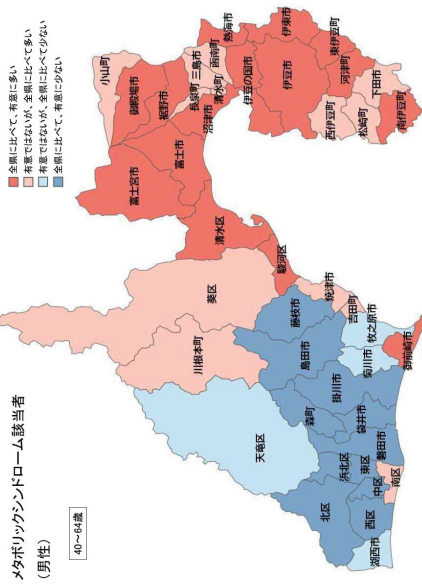 メタボリックシンドローム該当者
(男性)
40～64歳
全県に比べて、有意に多い
有意ではないが、全県に比べて多い
有意ではないが、全県に比べて少ない
全県に比べて、有意に少ない
小山町
御殿場市
裾野市
長泉町
三島市
函南町
清水町
沼津市
熱海市
伊豆の国市
伊東市
伊豆市
東伊豆町
河津町
西伊豆町
松崎町
下田市
南伊豆町
富士宮市
富士市
清水区
駿河区
葵区
川根本町
焼津市
藤枝市
島田市
吉田町
牧之原市
菊川市
御前崎市
掛川市
森町
袋井市
磐田市
天竜区
浜北区
東区
中区
南区
北区
西区
湖西市